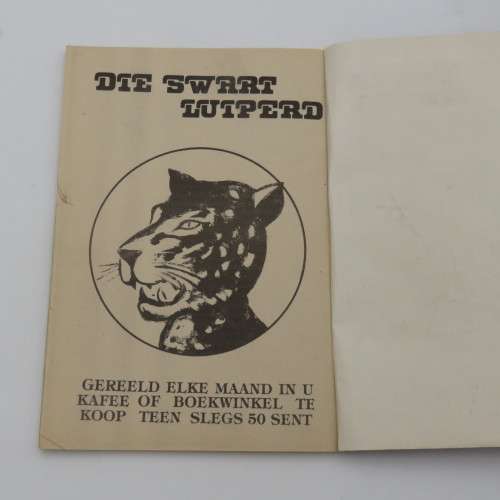 DIE SWART
LUIPERD
GEREELD ELKE MAAND IN U
KAFEE OF BOEKWINKEL TE
KOOP TEEN SLEGS 50 SENT